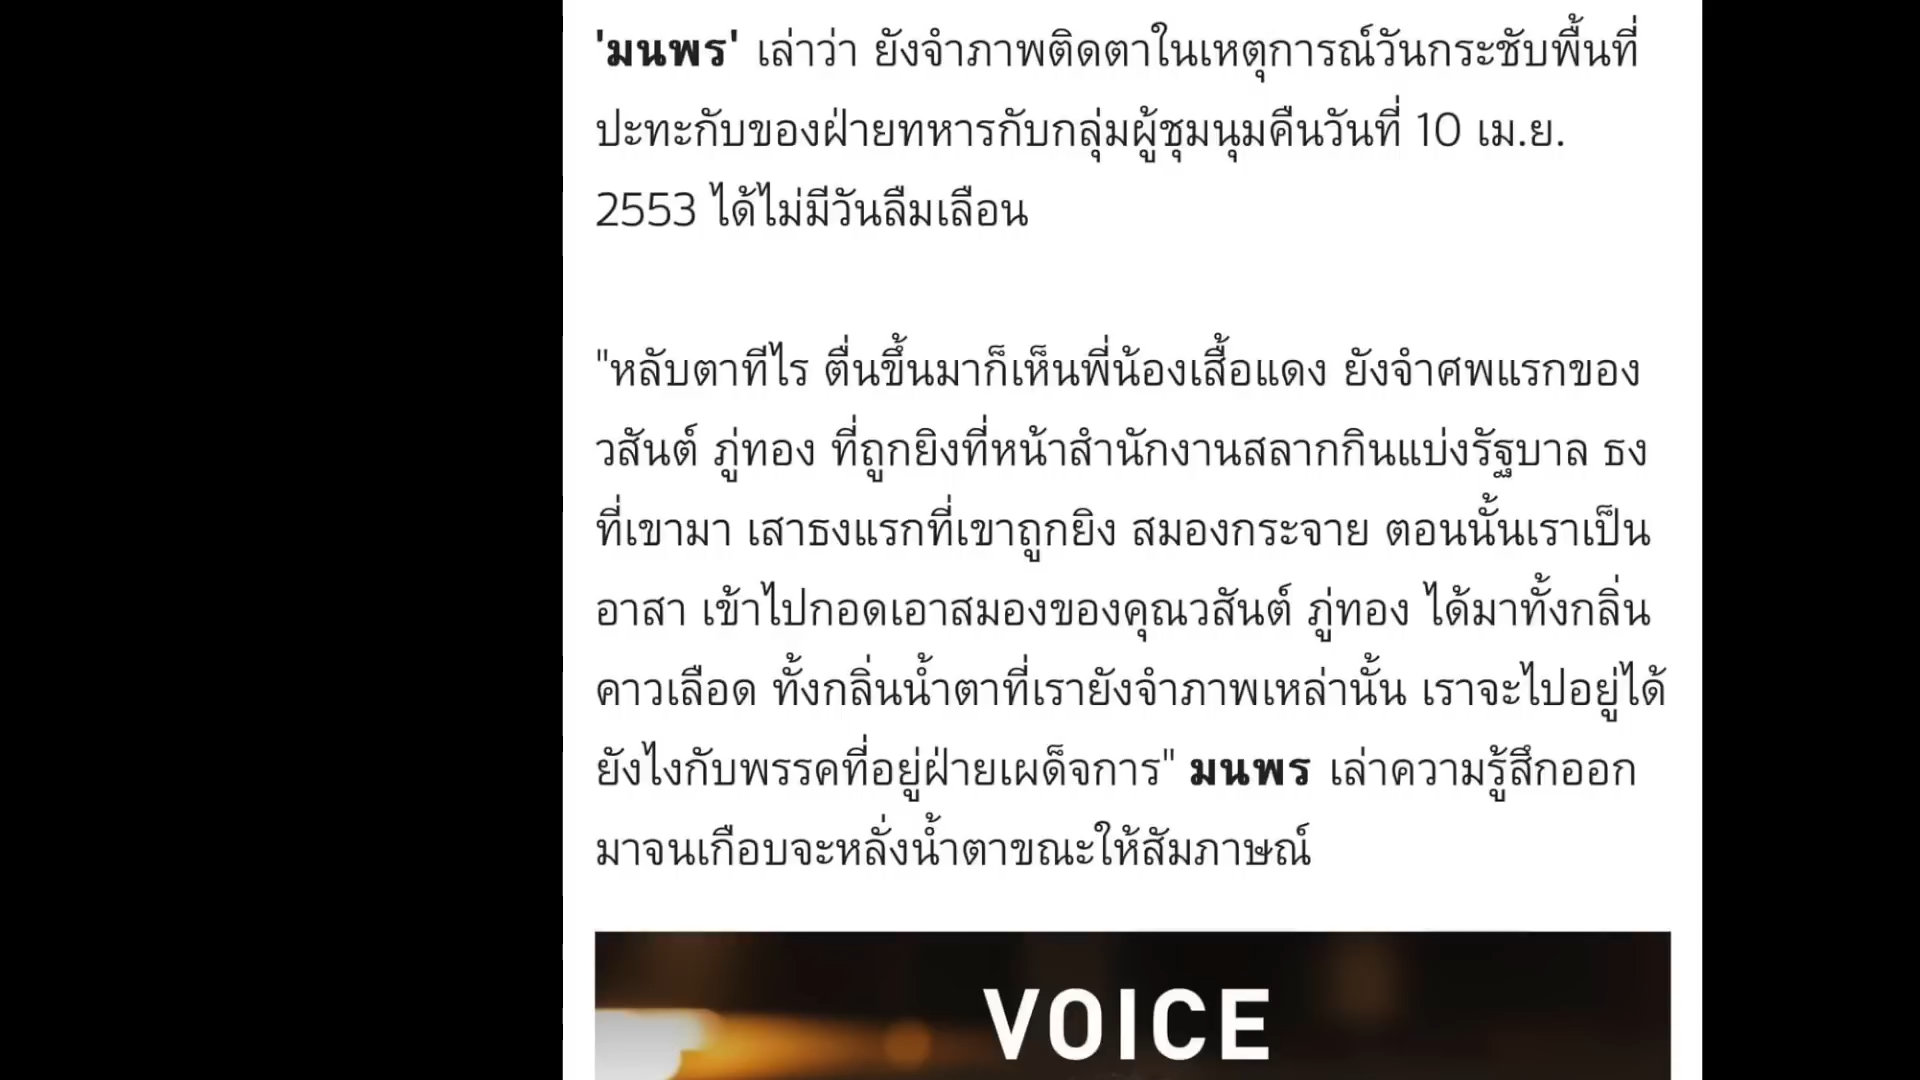 'มนพร' เล่าว่า ยังจำภาพติดตาในเหตุการณ์วันกระชับพื้นที่
ปะทะกับของฝ่ายทหารกับกลุ่มผู้ชุมนุมคืนวันที่ 10 เม.ย.
2553 ได้ไม่มีวันลืมเลือน
"หลับตาทีไร ตื่นขึ้นมาก็เห็นพี่น้องเสื้อแดง ยังจำศพแรกของ
วสันต์ ภู่ทอง ที่ถูกยิงที่หน้าสำนักงานสลากกินแบ่งรัฐบาล ธง
ที่เขามา เสาธงแรกที่เขาถูกยิง สมองกระจาย ตอนนั้นเราเป็น
อาสา เข้าไปกอดเอาสมองของคุณวสันต์ ภู่ทอง ได้มาทั้งกลิ่น
คาวเลือด ทั้งกลิ่นน้ำตาที่เรายังจำภาพเหล่านั้น เราจะไปอยู่ได้
ยังไงกับพรรคที่อยู่ฝ่ายเผด็จการ" มนพร เล่าความรู้สึกออก
มาจนเกือบจะหลั่งน้ำตาขณะให้สัมภาษณ์
VOICE